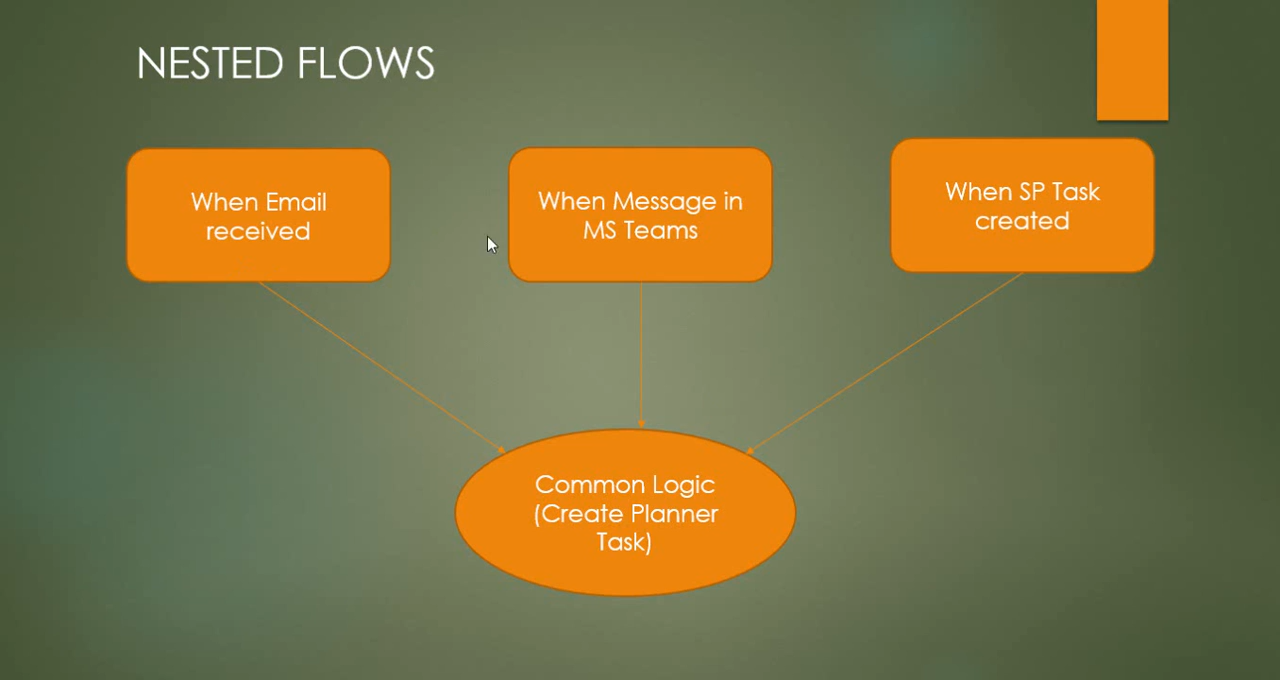 NESTED FLOWS
When Email
received
When Message in
MS Teams
When SP Task
created
Common Logic
(Create Planner
Task)